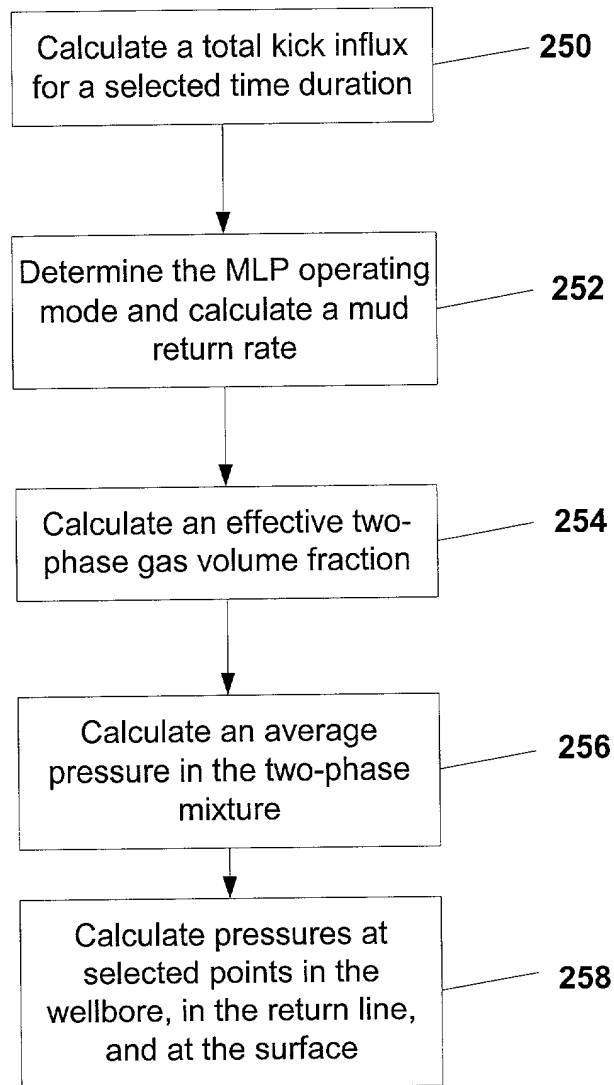 Calculate a total kick influx
for a selected time duration
250
Determine the MLP operating
mode and calculate a mud
return rate
252
Calculate an effective two-
phase gas volume fraction
254
Calculate an average
pressure in the two-phase
mixture
256
Calculate pressures at
selected points in the
wellbore, in the return line,
and at the surface
258